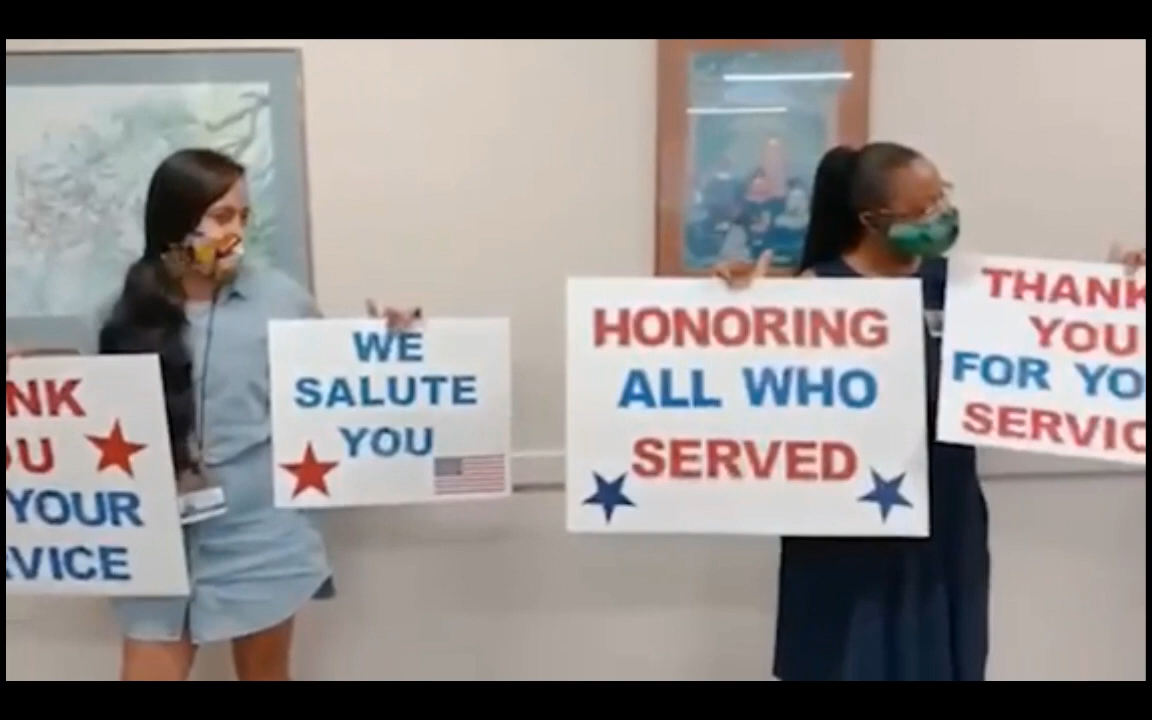 NK
OU
YOUR
VICE
WE
SALUTE
YOU
HONORING
ALL WHO
SERVED
THANK
YOU
FOR YO
SERVIC